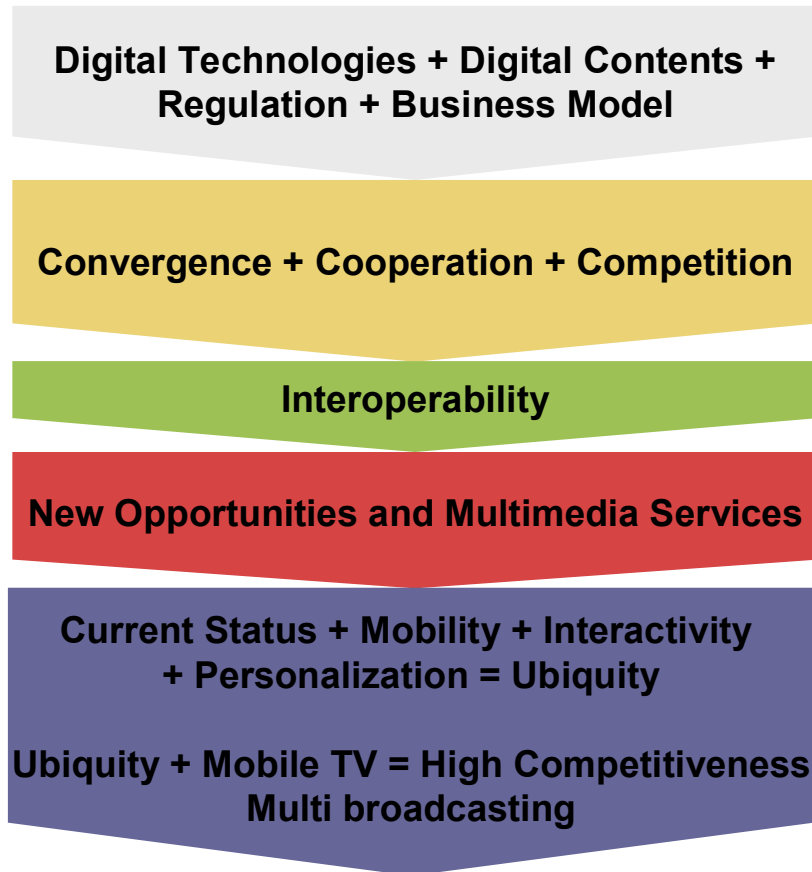 Digital Technologies + Digital Contents +
Regulation + Business Model
Convergence + Cooperation + Competition
Interoperability
New Opportunities and Multimedia Services
Current Status + Mobility + Interactivity
+ Personalization = Ubiquity
Ubiquity + Mobile TV = High Competitiveness
Multi broadcasting